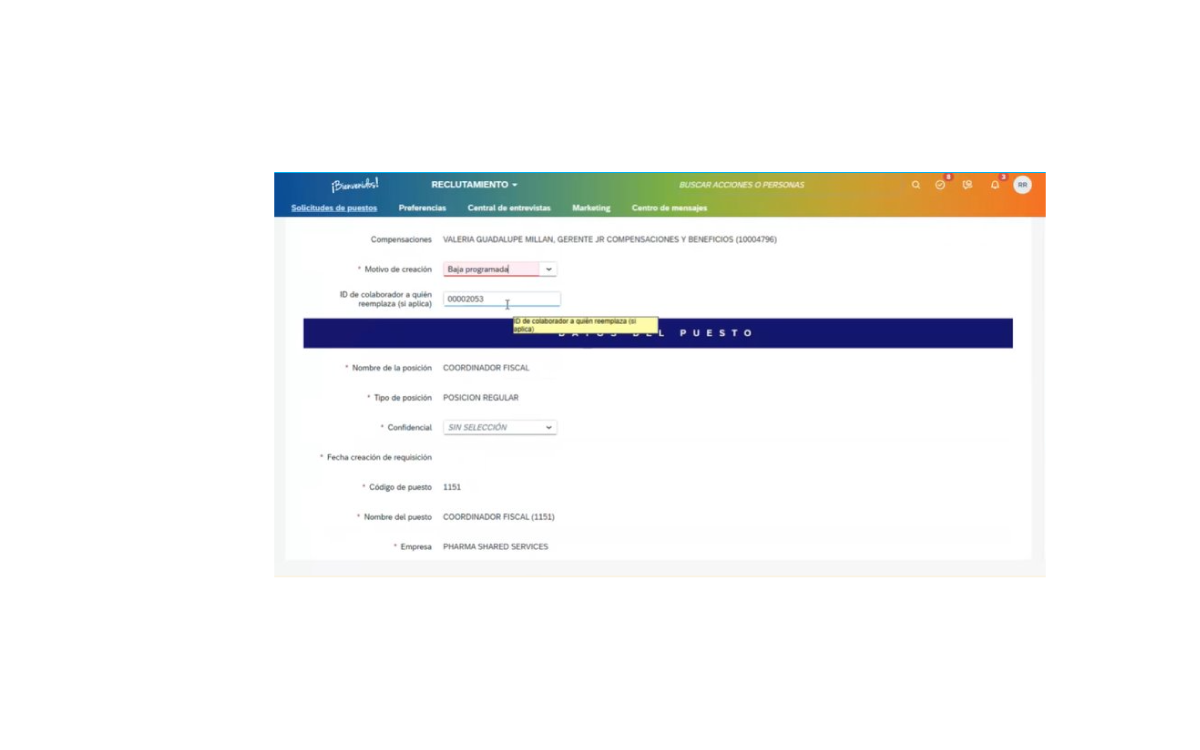 ¡Bienvenidos!
RECLUTAMIENTO
BUSCAR ACCIONES O PERSONAS
8
3
RR
Solicitudes de puestos
Preferencias
Central de entrevistas
Marketing
Centro de mensajes
Compensaciones VALERIA GUADALUPE MILLAN, GERENTE JR COMPENSACIONES Y BENEFICIOS (10004796)
* Motivo de creación Baja programada
ID de colaborador a quién
reemplaza (si aplica) 00002053
ID de colaborador a quién reemplaza (si
aplica)
DATOS DEL PUESTO
* Nombre de la posición COORDINADOR FISCAL
* Tipo de posición POSICION REGULAR
* Confidencial SIN SELECCIÓN
* Fecha creación de requisición
* Código de puesto 1151
* Nombre del puesto COORDINADOR FISCAL (1151)
* Empresa PHARMA SHARED SERVICES